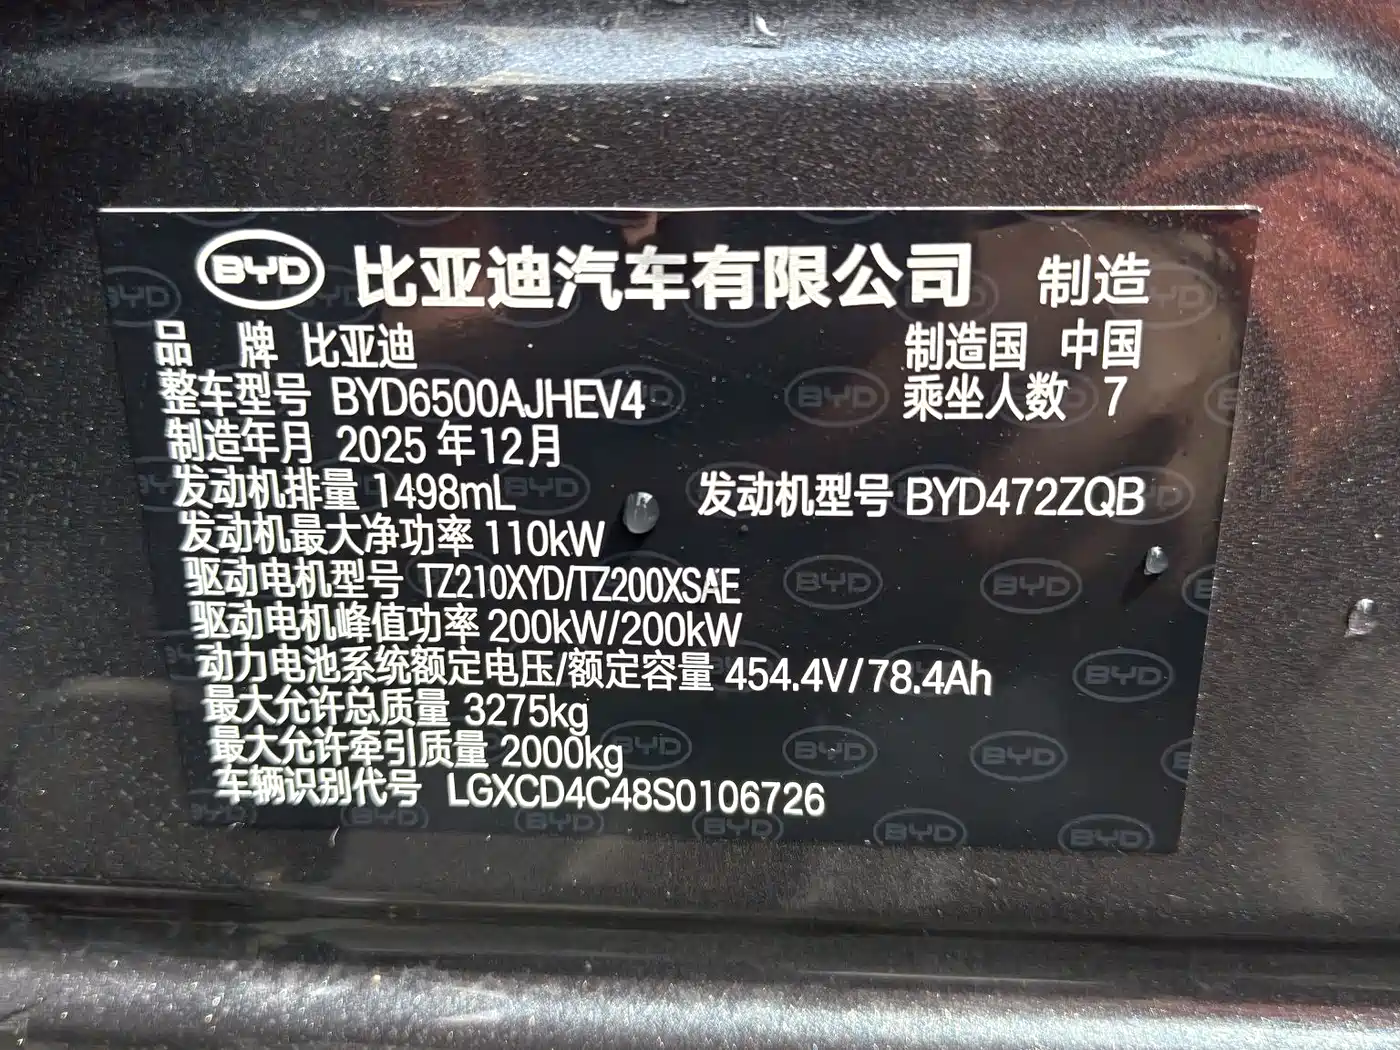 BYD 比亚迪汽车有限公司 制造
品 牌 比亚迪 制造国 中国
整车型号 BYD6500AJHEV4 乘坐人数 7
制造年月 2025 年12月
发动机排量 1498mL 发动机型号 BYD472ZQB
发动机最大净功率 110kW
驱动电机型号 TZ210XYD/TZ200XSAE
驱动电机峰值功率 200kW/200kW
动力电池系统额定电压/额定容量 454.4V/78.4Ah
最大允许总质量 3275kg
最大允许牵引质量 2000kg
车辆识别代号 LGXCD4C48S0106726